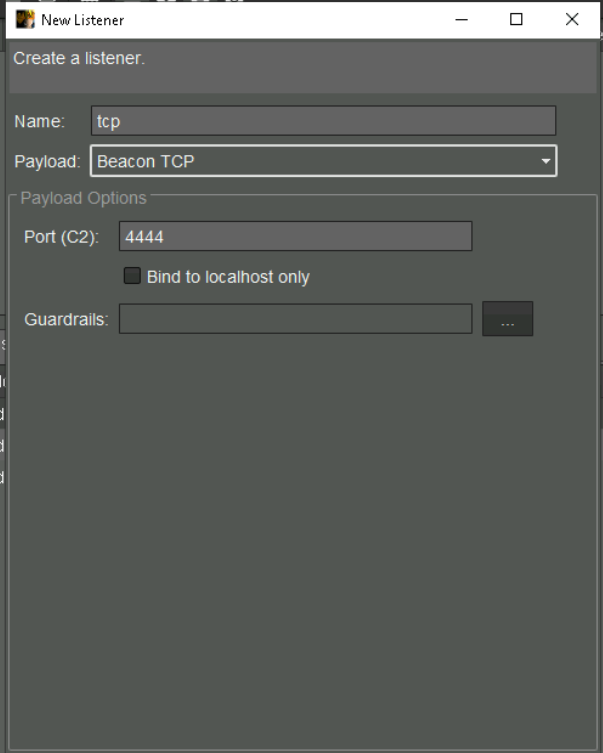 New Listener
Create a listener.
Name: tcp
Payload: Beacon TCP
Payload Options
Port (C2): 4444
Bind to localhost only
Guardrails: ...